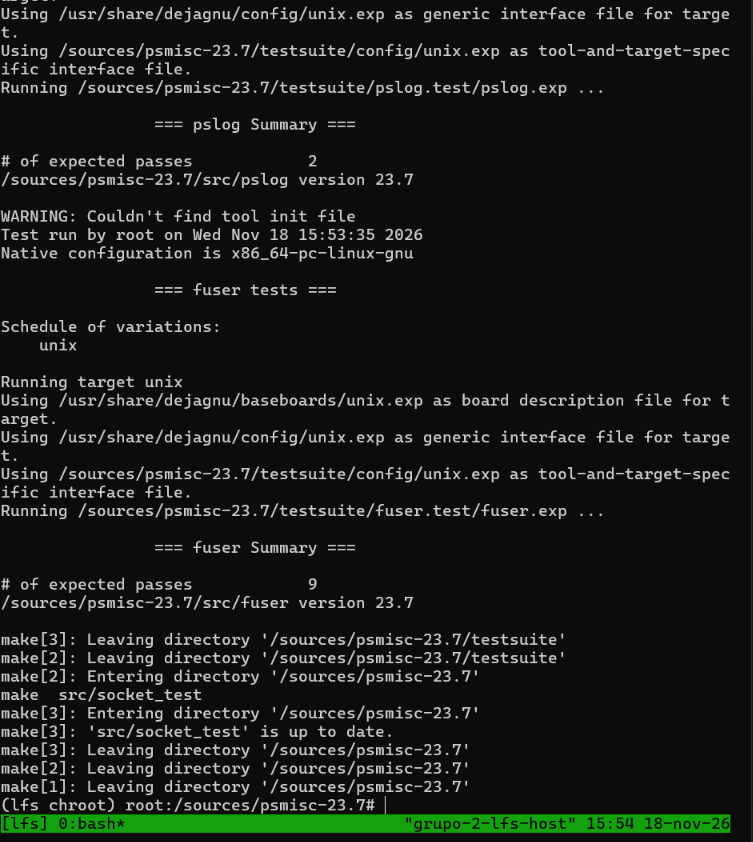 Using /usr/share/dejagnu/config/unix.exp as generic interface file for targe
t.
Using /sources/psmisc-23.7/testsuite/config/unix.exp as tool-and-target-spec
ific interface file.
Running /sources/psmisc-23.7/testsuite/pslog.test/pslog.exp ...
=== pslog Summary ===
# of expected passes 2
/sources/psmisc-23.7/src/pslog version 23.7
WARNING: Couldn't find tool init file
Test run by root on Wed Nov 18 15:53:35 2026
Native configuration is x86_64-pc-linux-gnu
=== fuser tests ===
Schedule of variations:
unix
Running target unix
Using /usr/share/dejagnu/baseboards/unix.exp as board description file for t
arget.
Using /usr/share/dejagnu/config/unix.exp as generic interface file for targe
t.
Using /sources/psmisc-23.7/testsuite/config/unix.exp as tool-and-target-spec
ific interface file.
Running /sources/psmisc-23.7/testsuite/fuser.test/fuser.exp ...
=== fuser Summary ===
# of expected passes 9
/sources/psmisc-23.7/src/fuser version 23.7
make[3]: Leaving directory '/sources/psmisc-23.7/testsuite'
make[2]: Leaving directory '/sources/psmisc-23.7/testsuite'
make[2]: Entering directory '/sources/psmisc-23.7'
make  src/socket_test
make[3]: Entering directory '/sources/psmisc-23.7'
make[3]: 'src/socket_test' is up to date.
make[3]: Leaving directory '/sources/psmisc-23.7'
make[2]: Leaving directory '/sources/psmisc-23.7'
make[1]: Leaving directory '/sources/psmisc-23.7'
(lfs chroot) root:/sources/psmisc-23.7#
[lfs] 0:bash* "grupo-2-lfs-host" 15:54 18-nov-26